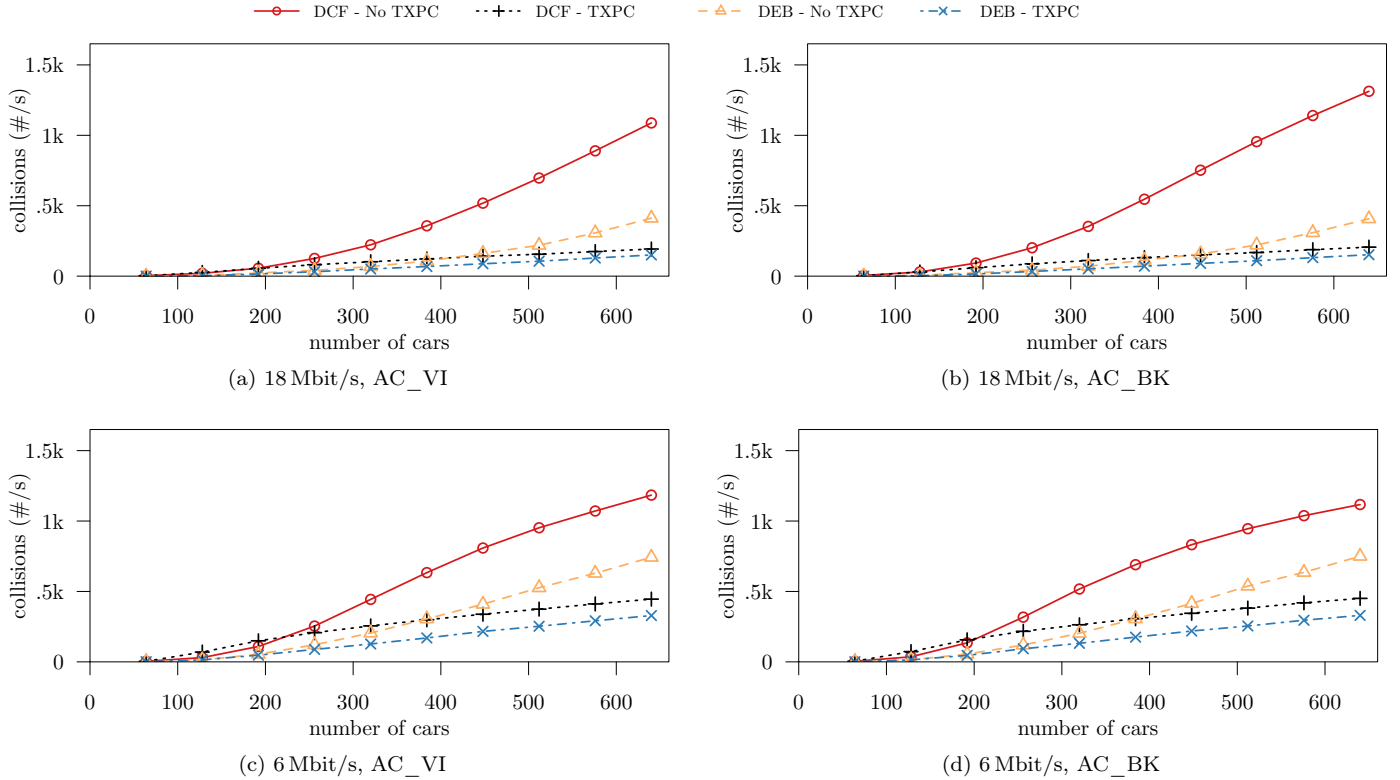 DCF - No TXPC DCF - TXPC DEB - No TXPC DEB - TXPC
1.5k
1k
.5k
0
collisions (#/s)
0 100 200 300 400 500 600
number of cars
(a) 18 Mbit/s, AC_VI
1.5k
1k
.5k
0
collisions (#/s)
0 100 200 300 400 500 600
number of cars
(b) 18 Mbit/s, AC_BK
1.5k
1k
.5k
0
collisions (#/s)
0 100 200 300 400 500 600
number of cars
(c) 6 Mbit/s, AC_VI
1.5k
1k
.5k
0
collisions (#/s)
0 100 200 300 400 500 600
number of cars
(d) 6 Mbit/s, AC_BK